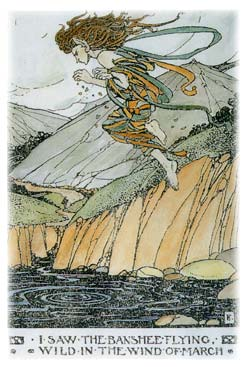 · I · SAW · THE · BANSHEE · FLYING,
WILD · IN · THE · WIND · OF · MARCH